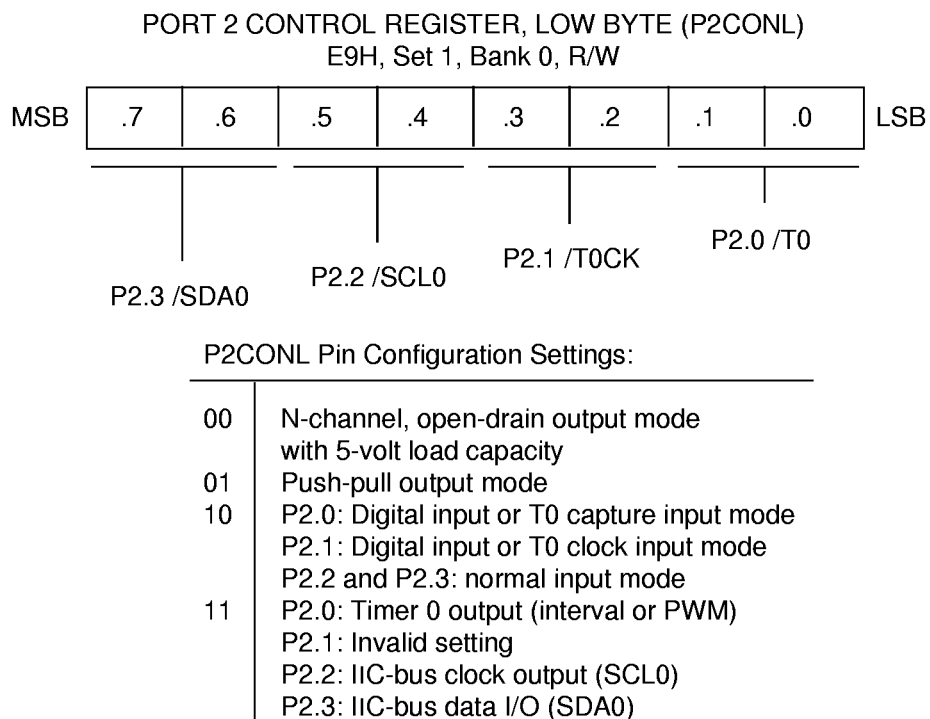 PORT 2 CONTROL REGISTER, LOW BYTE (P2CONL)
E9H, Set 1, Bank 0, R/W
MSB .7 .6 .5 .4 .3 .2 .1 .0 LSB
P2.3 /SDA0 P2.2 /SCL0 P2.1 /T0CK P2.0 /T0
P2CONL Pin Configuration Settings:
00 N-channel, open-drain output mode
with 5-volt load capacity
01 Push-pull output mode
10 P2.0: Digital input or T0 capture input mode
P2.1: Digital input or T0 clock input mode
P2.2 and P2.3: normal input mode
11 P2.0: Timer 0 output (interval or PWM)
P2.1: Invalid setting
P2.2: IIC-bus clock output (SCL0)
P2.3: IIC-bus data I/O (SDA0)